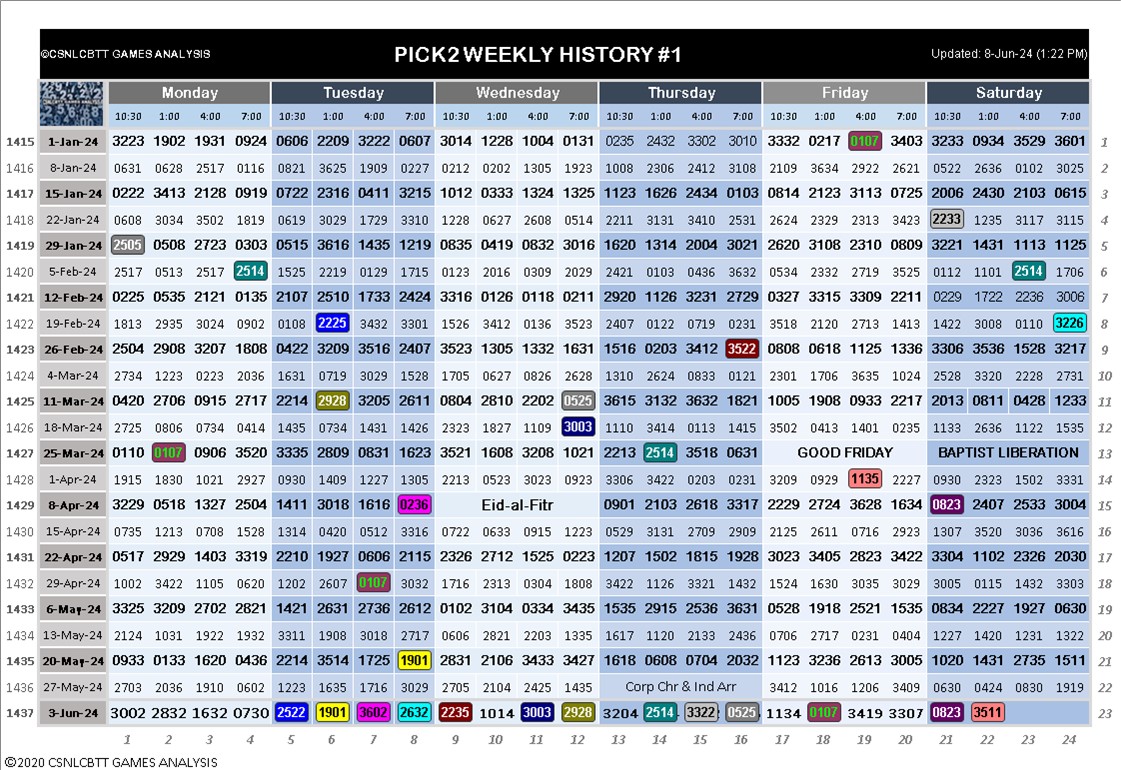 ©CSNLCBTT GAMES ANALYSIS PICK2 WEEKLY HISTORY #1 Updated: 8-Jun-24 (1:22 PM)
Monday Tuesday Wednesday Thursday Friday Saturday
10:30 1:00 4:00 7:00 10:30 1:00 4:00 7:00 10:30 1:00 4:00 7:00 10:30 1:00 4:00 7:00 10:30 1:00 4:00 7:00 10:30 1:00 4:00 7:00
1415 1-Jan-24 3223 1902 1931 0924 0606 2209 3222 0607 3014 1228 1004 0131 0235 2432 3302 3010 3332 0217 0107 3403 3233 0934 3529 3601 1
1416 8-Jan-24 0631 0628 2517 0116 0821 3625 1909 0227 0212 0202 1305 1923 1008 2306 2412 3108 2109 3634 2922 2621 0522 2636 0102 3025 2
1417 15-Jan-24 0222 3413 2128 0919 0722 2316 0411 3215 1012 0333 1324 1325 1123 1626 2434 0103 0814 2123 3113 0725 2006 2430 2103 0615 3
1418 22-Jan-24 0608 3034 3502 1819 0619 3029 1729 3310 1228 0627 2608 0514 2211 3131 3410 2531 2624 2329 2313 3423 2233 1235 3117 3115 4
1419 29-Jan-24 2505 0508 2723 0303 0515 3616 1435 1219 0835 0419 0832 3016 1620 1314 2004 3021 2620 3108 2310 0809 3221 1431 1113 1125 5
1420 5-Feb-24 2517 0513 2517 2514 1525 2219 0129 1715 0123 2016 0309 2029 2421 0103 0436 3632 0534 2332 2719 3525 0112 1101 2514 1706 6
1421 12-Feb-24 0225 0535 2121 0135 2107 2510 1733 2424 3316 0126 0118 0211 2920 1126 3231 2729 0327 3315 3309 2211 0229 1722 2236 3006 7
1422 19-Feb-24 1813 2935 3024 0902 0108 2225 3432 3301 1526 3412 0136 3523 2407 0122 0719 0231 3518 2120 2713 1413 1422 3008 0110 3226 8
1423 26-Feb-24 2504 2908 3207 1808 0422 3209 3516 2407 3523 1305 1332 1631 1516 0203 3412 3522 0808 0618 1125 1336 3306 3536 1528 3217 9
1424 4-Mar-24 2734 1223 0223 2036 1631 0719 3029 1528 1705 0627 0826 2628 1310 2624 0833 0121 2301 1706 3635 1024 2528 3320 2228 2731 10
1425 11-Mar-24 0420 2706 0915 2717 2214 2928 3205 2611 0804 2810 2202 0525 3615 3132 3632 1821 1005 1908 0933 2217 2013 0811 0428 1233 11
1426 18-Mar-24 2725 0806 0734 0414 1435 0734 1431 1426 2323 1827 1109 3003 1110 3414 0113 1415 3502 0413 1401 0235 1133 2636 1122 1535 12
1427 25-Mar-24 0110 0107 0906 3520 3335 2809 0831 1623 3521 1608 3208 1021 2213 2514 3518 0631 GOOD FRIDAY BAPTIST LIBERATION 13
1428 1-Apr-24 1915 1830 1021 2927 0930 1409 1227 1305 2213 0523 3023 0923 3306 3422 0203 0231 3209 0929 1135 2227 0930 2323 1502 3331 14
1429 8-Apr-24 3229 0518 1327 2504 1411 3018 1616 0236 Eid-al-Fitr 0901 2103 2618 3317 2229 2724 3628 1634 0823 2407 2533 3004 15
1430 15-Apr-24 0735 1213 0708 1528 1314 0420 0512 3316 0722 0633 0915 1223 0529 3131 2709 2909 2125 2611 0716 2923 1307 3520 3036 3616 16
1431 22-Apr-24 0517 2929 1403 3319 2210 1927 0606 2115 2326 2712 1525 0223 1207 1502 1815 1928 3023 3405 2823 3422 3304 1102 2326 2030 17
1432 29-Apr-24 1002 3422 1105 0620 1202 2607 0107 3032 1716 2313 0304 1808 3422 1126 3321 1432 1524 1630 3035 3029 3005 0115 1432 3303 18
1433 6-May-24 3325 3209 2702 2821 1421 2631 2736 2612 0102 3104 0334 3435 1535 2915 2536 3631 0528 1918 2521 1535 0834 2227 1927 0630 19
1434 13-May-24 2124 1031 1922 1932 3311 1908 3018 2717 0606 2821 2203 1335 1617 1120 2133 2436 0706 2717 0231 0404 1227 1420 1231 1322 20
1435 20-May-24 0933 0133 1620 0436 2214 3514 1725 1901 2831 2106 3433 3427 1618 0608 0704 2032 1123 3236 2613 3005 1020 1431 2735 1511 21
1436 27-May-24 2703 2036 1910 0602 1223 1635 1716 3029 2705 2104 2425 1435 Corp Chr & Ind Arr 3412 1016 1206 3409 0630 0424 0830 1919 22
1437 3-Jun-24 3002 2832 1632 0730 2522 1901 3602 2632 2235 1014 3003 2928 3204 2514 3322 0525 1134 0107 3419 3307 0823 3511 23
1 2 3 4 5 6 7 8 9 10 11 12 13 14 15 16 17 18 19 20 21 22 23 24
©2020 CSNLCBTT GAMES ANALYSIS